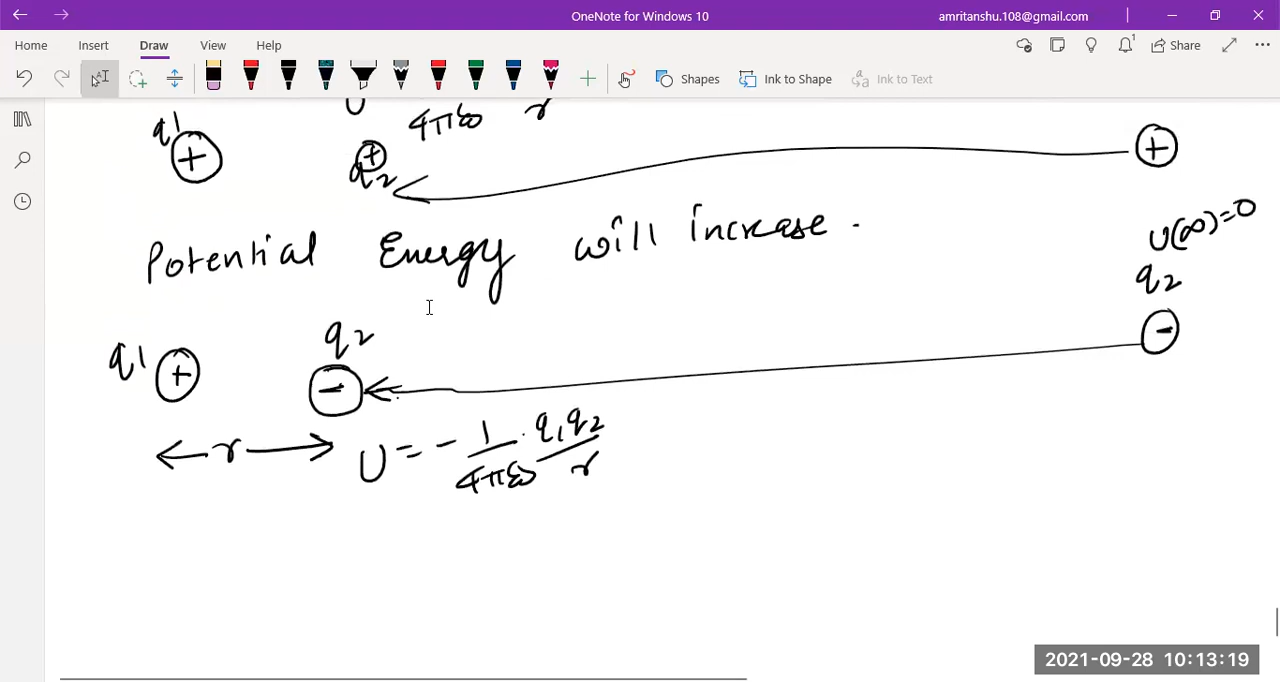 OneNote for Windows 10
amritanshu.108@gmail.com
Home Insert Draw View Help
Share
Shapes Ink to Shape Ink to Text
U 4πε0 r
q1 + + q2 +
Potential Energy will increase.
U(∞)=0
q2
-
q1 + q2 -
r
U = - 1/4πε0 . q1q2/r
2021-09-28 10:13:19